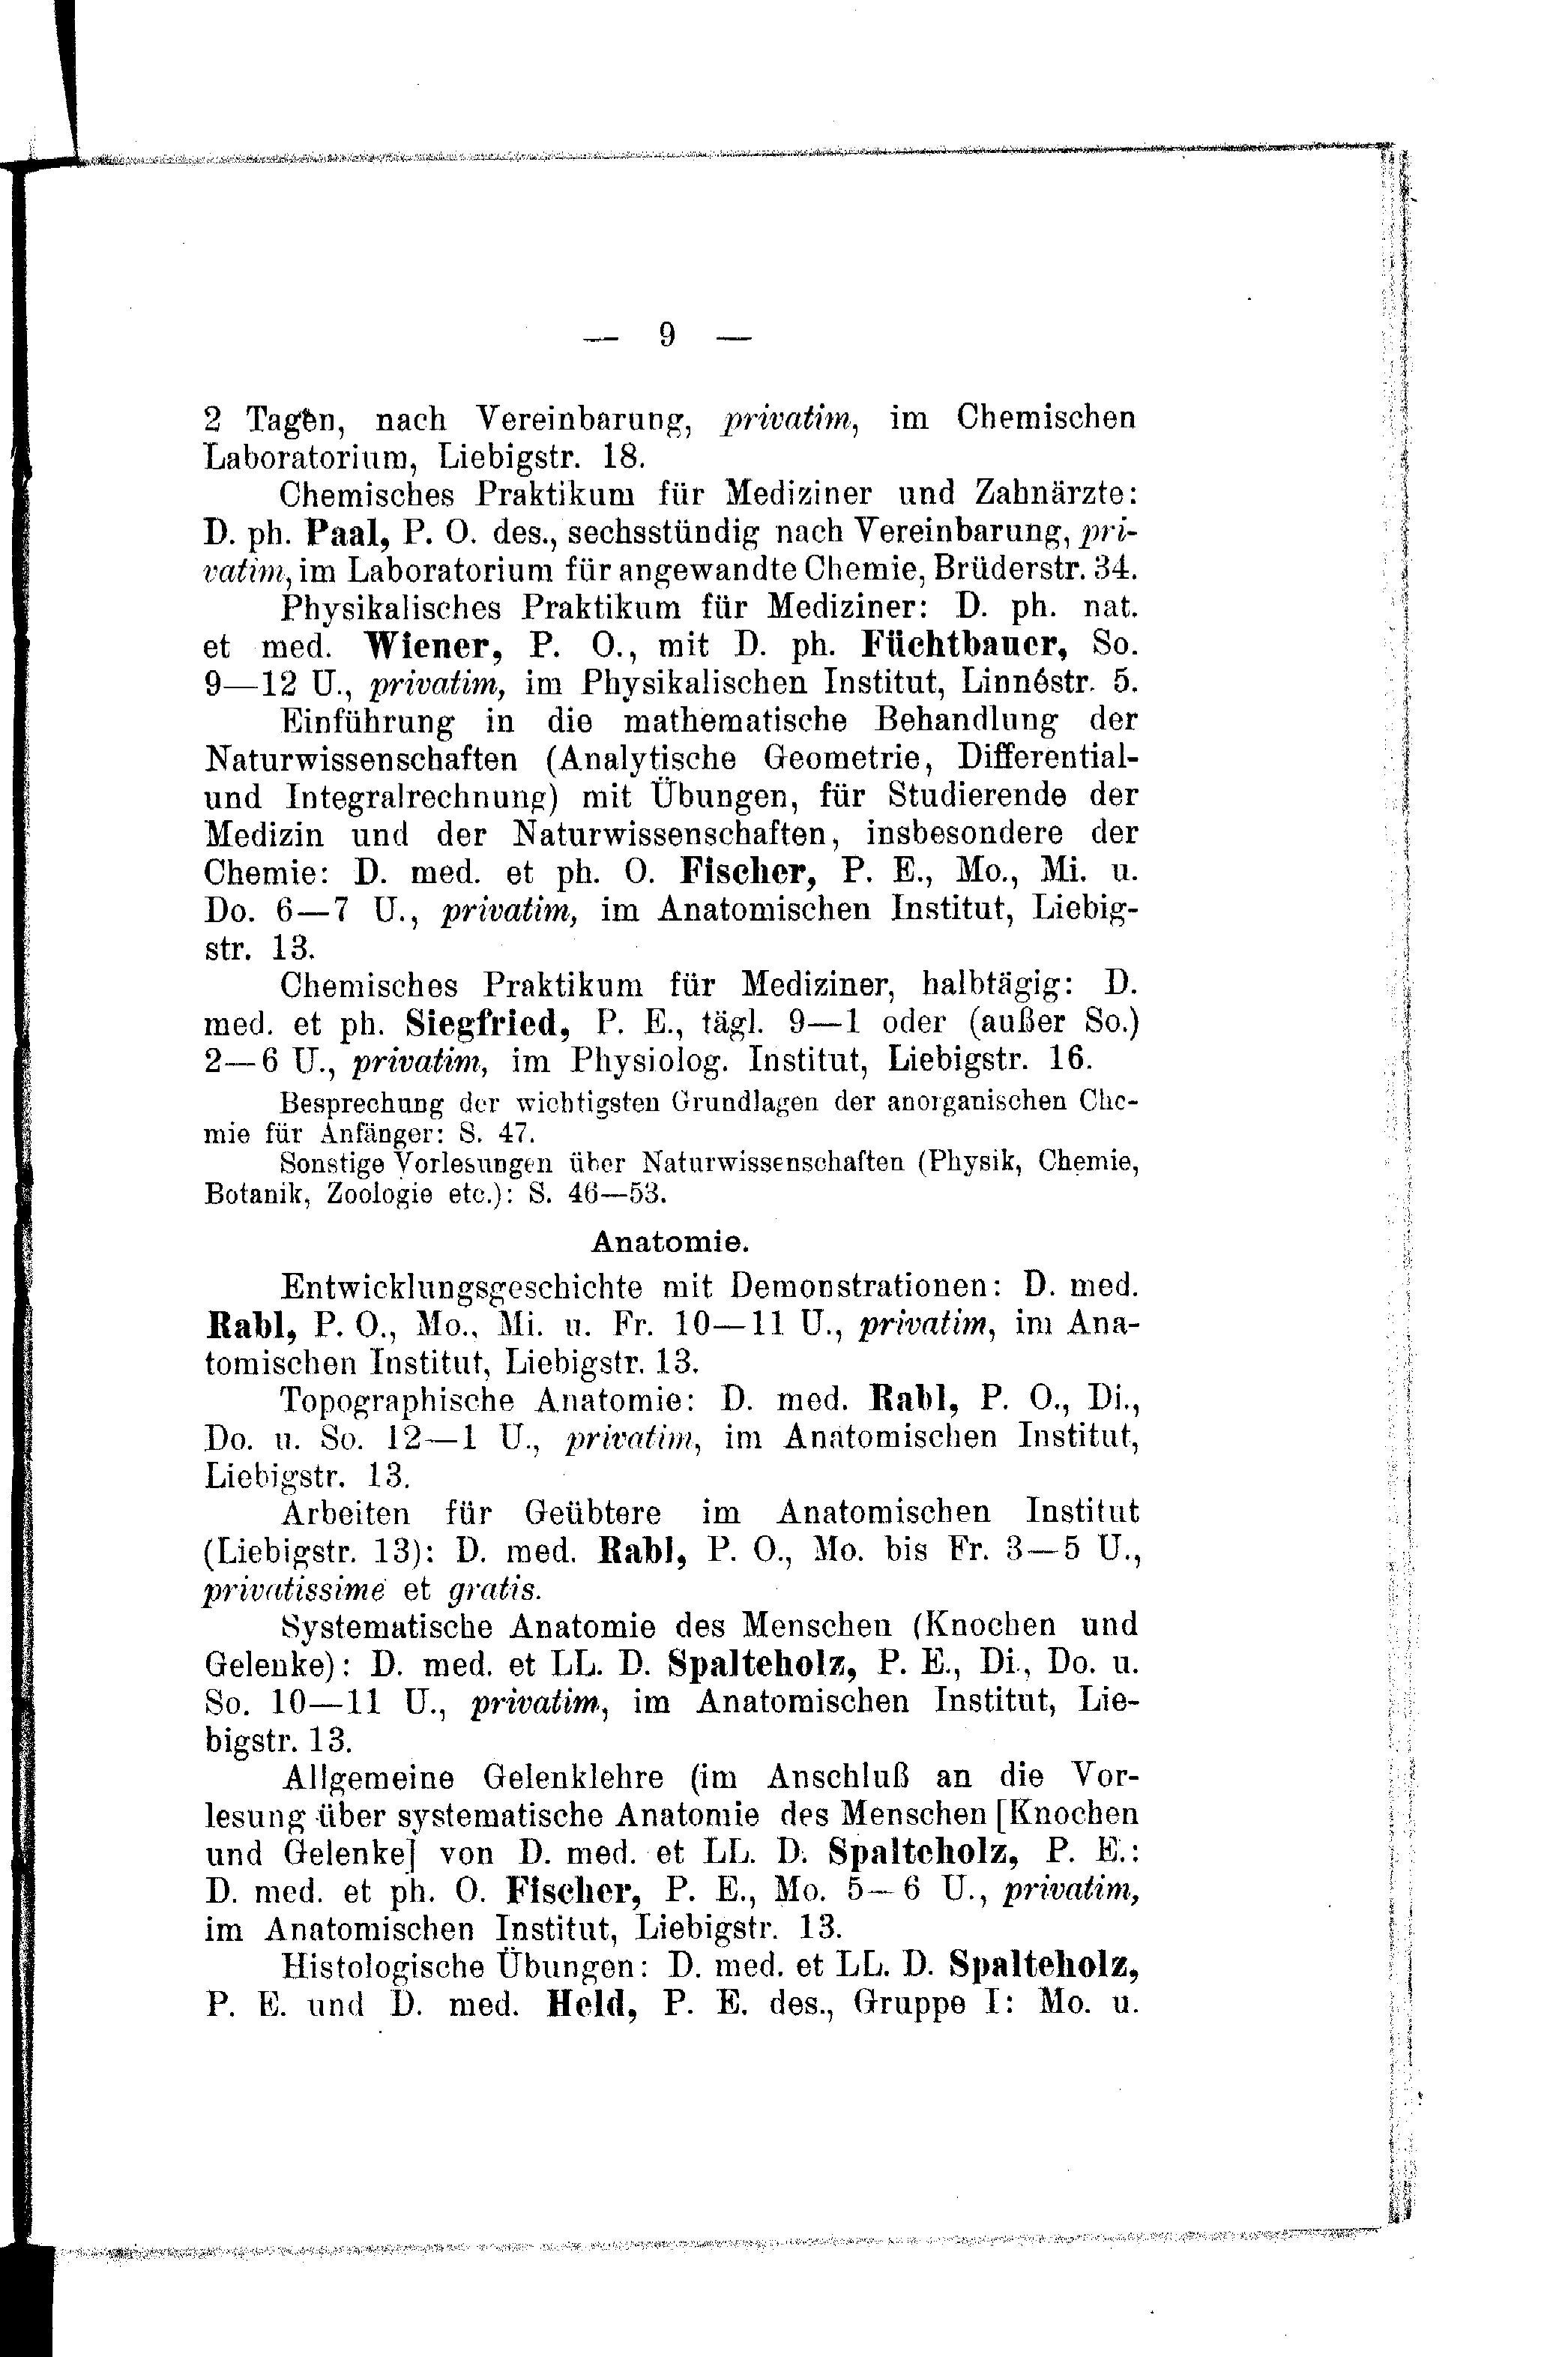 — 9 —
2 Tagen, nach Vereinbarung, privatim, im Chemischen
Laboratorium, Liebigstr. 18.
Chemisches Praktikum für Mediziner und Zahnärzte:
D. ph. Paal, P. O. des., sechsstündig nach Vereinbarung, pri-
vatim, im Laboratorium für angewandte Chemie, Brüderstr. 34.
Physikalisches Praktikum für Mediziner: D. ph. nat.
et med. Wiener, P. O., mit D. ph. Füchtbauer, So.
9—12 U., privatim, im Physikalischen Institut, Linnéstr. 5.
Einführung in die mathematische Behandlung der
Naturwissenschaften (Analytische Geometrie, Differential-
und Integralrechnung) mit Übungen, für Studierende der
Medizin und der Naturwissenschaften, insbesondere der
Chemie: D. med. et ph. O. Fischer, P. E., Mo., Mi. u.
Do. 6—7 U., privatim, im Anatomischen Institut, Liebig-
str. 13.
Chemisches Praktikum für Mediziner, halbtägig: D.
med. et ph. Siegfried, P. E., tägl. 9—1 oder (außer So.)
2—6 U., privatim, im Physiolog. Institut, Liebigstr. 16.
Besprechung der wichtigsten Grundlagen der anorganischen Che-
mie für Anfänger: S. 47.
Sonstige Vorlesungen über Naturwissenschaften (Physik, Chemie,
Botanik, Zoologie etc.): S. 46—53.
Anatomie.
Entwicklungsgeschichte mit Demonstrationen: D. med.
Rabl, P. O., Mo., Mi. u. Fr. 10—11 U., privatim, im Ana-
tomischen Institut, Liebigstr. 13.
Topographische Anatomie: D. med. Rabl, P. O., Di.,
Do. u. So. 12—1 U., privatim, im Anatomischen Institut,
Liebigstr. 13.
Arbeiten für Geübtere im Anatomischen Institut
(Liebigstr. 13): D. med. Rabl, P. O., Mo. bis Fr. 3—5 U.,
privatissime et gratis.
Systematische Anatomie des Menschen (Knochen und
Gelenke): D. med. et LL. D. Spalteholz, P. E., Di., Do. u.
So. 10—11 U., privatim, im Anatomischen Institut, Lie-
bigstr. 13.
Allgemeine Gelenklehre (im Anschluß an die Vor-
lesung über systematische Anatomie des Menschen [Knochen
und Gelenke] von D. med. et LL. D. Spalteholz, P. E.:
D. med. et ph. O. Fischer, P. E., Mo. 5—6 U., privatim,
im Anatomischen Institut, Liebigstr. 13.
Histologische Übungen: D. med. et LL. D. Spalteholz,
P. E. und D. med. Held, P. E. des., Gruppe I: Mo. u.